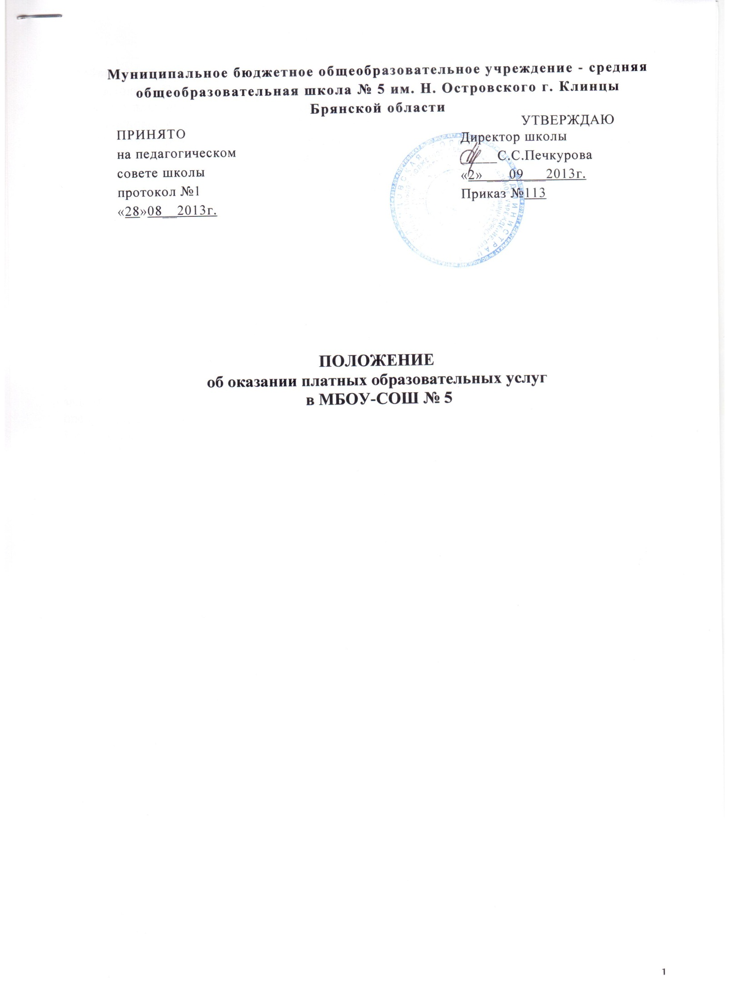 Муниципальное бюджетное общеобразовательное учреждение - средняя
общеобразовательная школа № 5 им. Н. Островского г. Клинцы
Брянской области
ПРИНЯТО
на педагогическом
совете школы
протокол №1
«28»08__2013г.
УТВЕРЖДАЮ
Директор школы
_____С.С.Печкурова
«2» ___09___2013г.
Приказ №113
ПОЛОЖЕНИЕ
об оказании платных образовательных услуг
в МБОУ-СОШ № 5
1